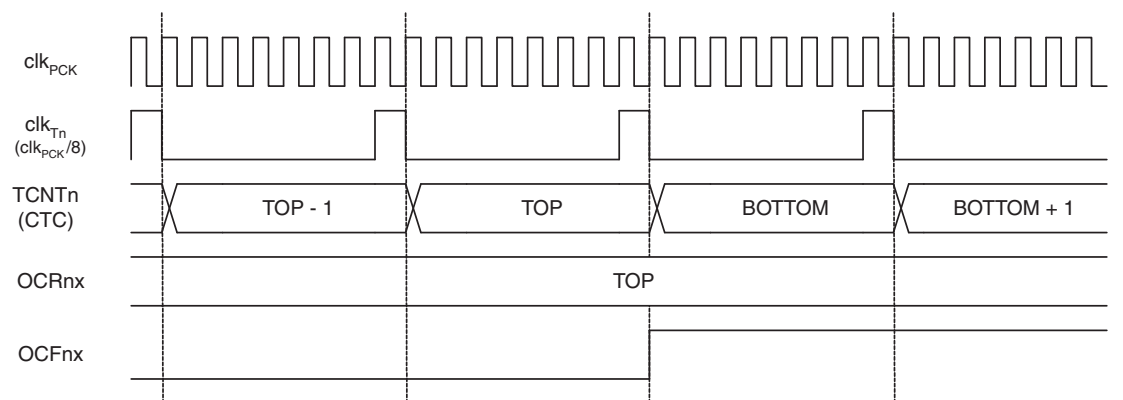 clkPCK
clkTn
(clkPCK/8)
TCNTn
(CTC)
TOP - 1
TOP
BOTTOM
BOTTOM + 1
OCRnx
TOP
OCFnx